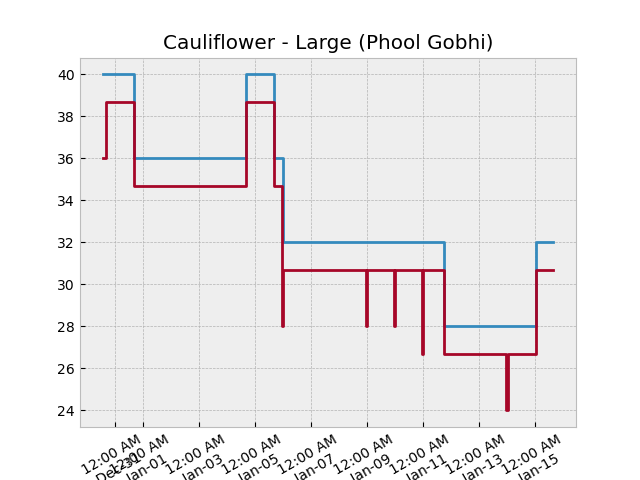 Cauliflower - Large (Phool Gobhi)
40
38
36
34
32
30
28
26
24
12:00 AM
Dec-31
12:00 AM
Jan-01
12:00 AM
Jan-03
12:00 AM
Jan-05
12:00 AM
Jan-07
12:00 AM
Jan-09
12:00 AM
Jan-11
12:00 AM
Jan-13
12:00 AM
Jan-15